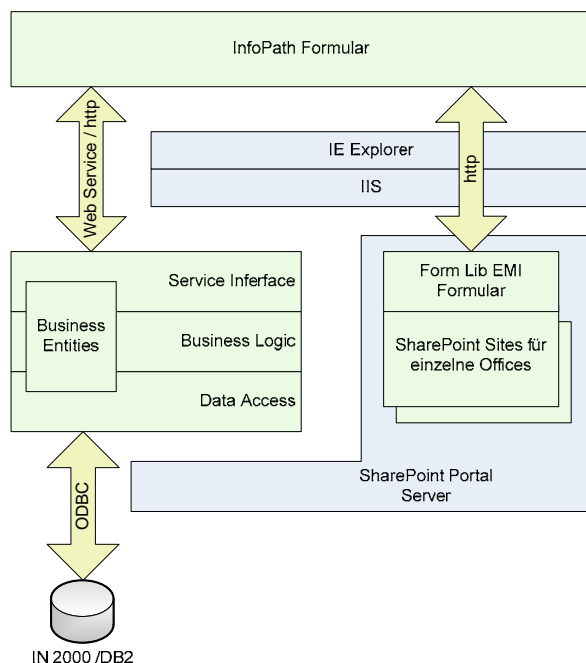 InfoPath Formular
Web Service / http
http
IE Explorer
IIS
Service Inferface
Business
Entities
Business Logic
Data Access
Form Lib EMI
Formular
SharePoint Sites für
einzelne Offices
SharePoint Portal
Server
ODBC
IN 2000 /DB2